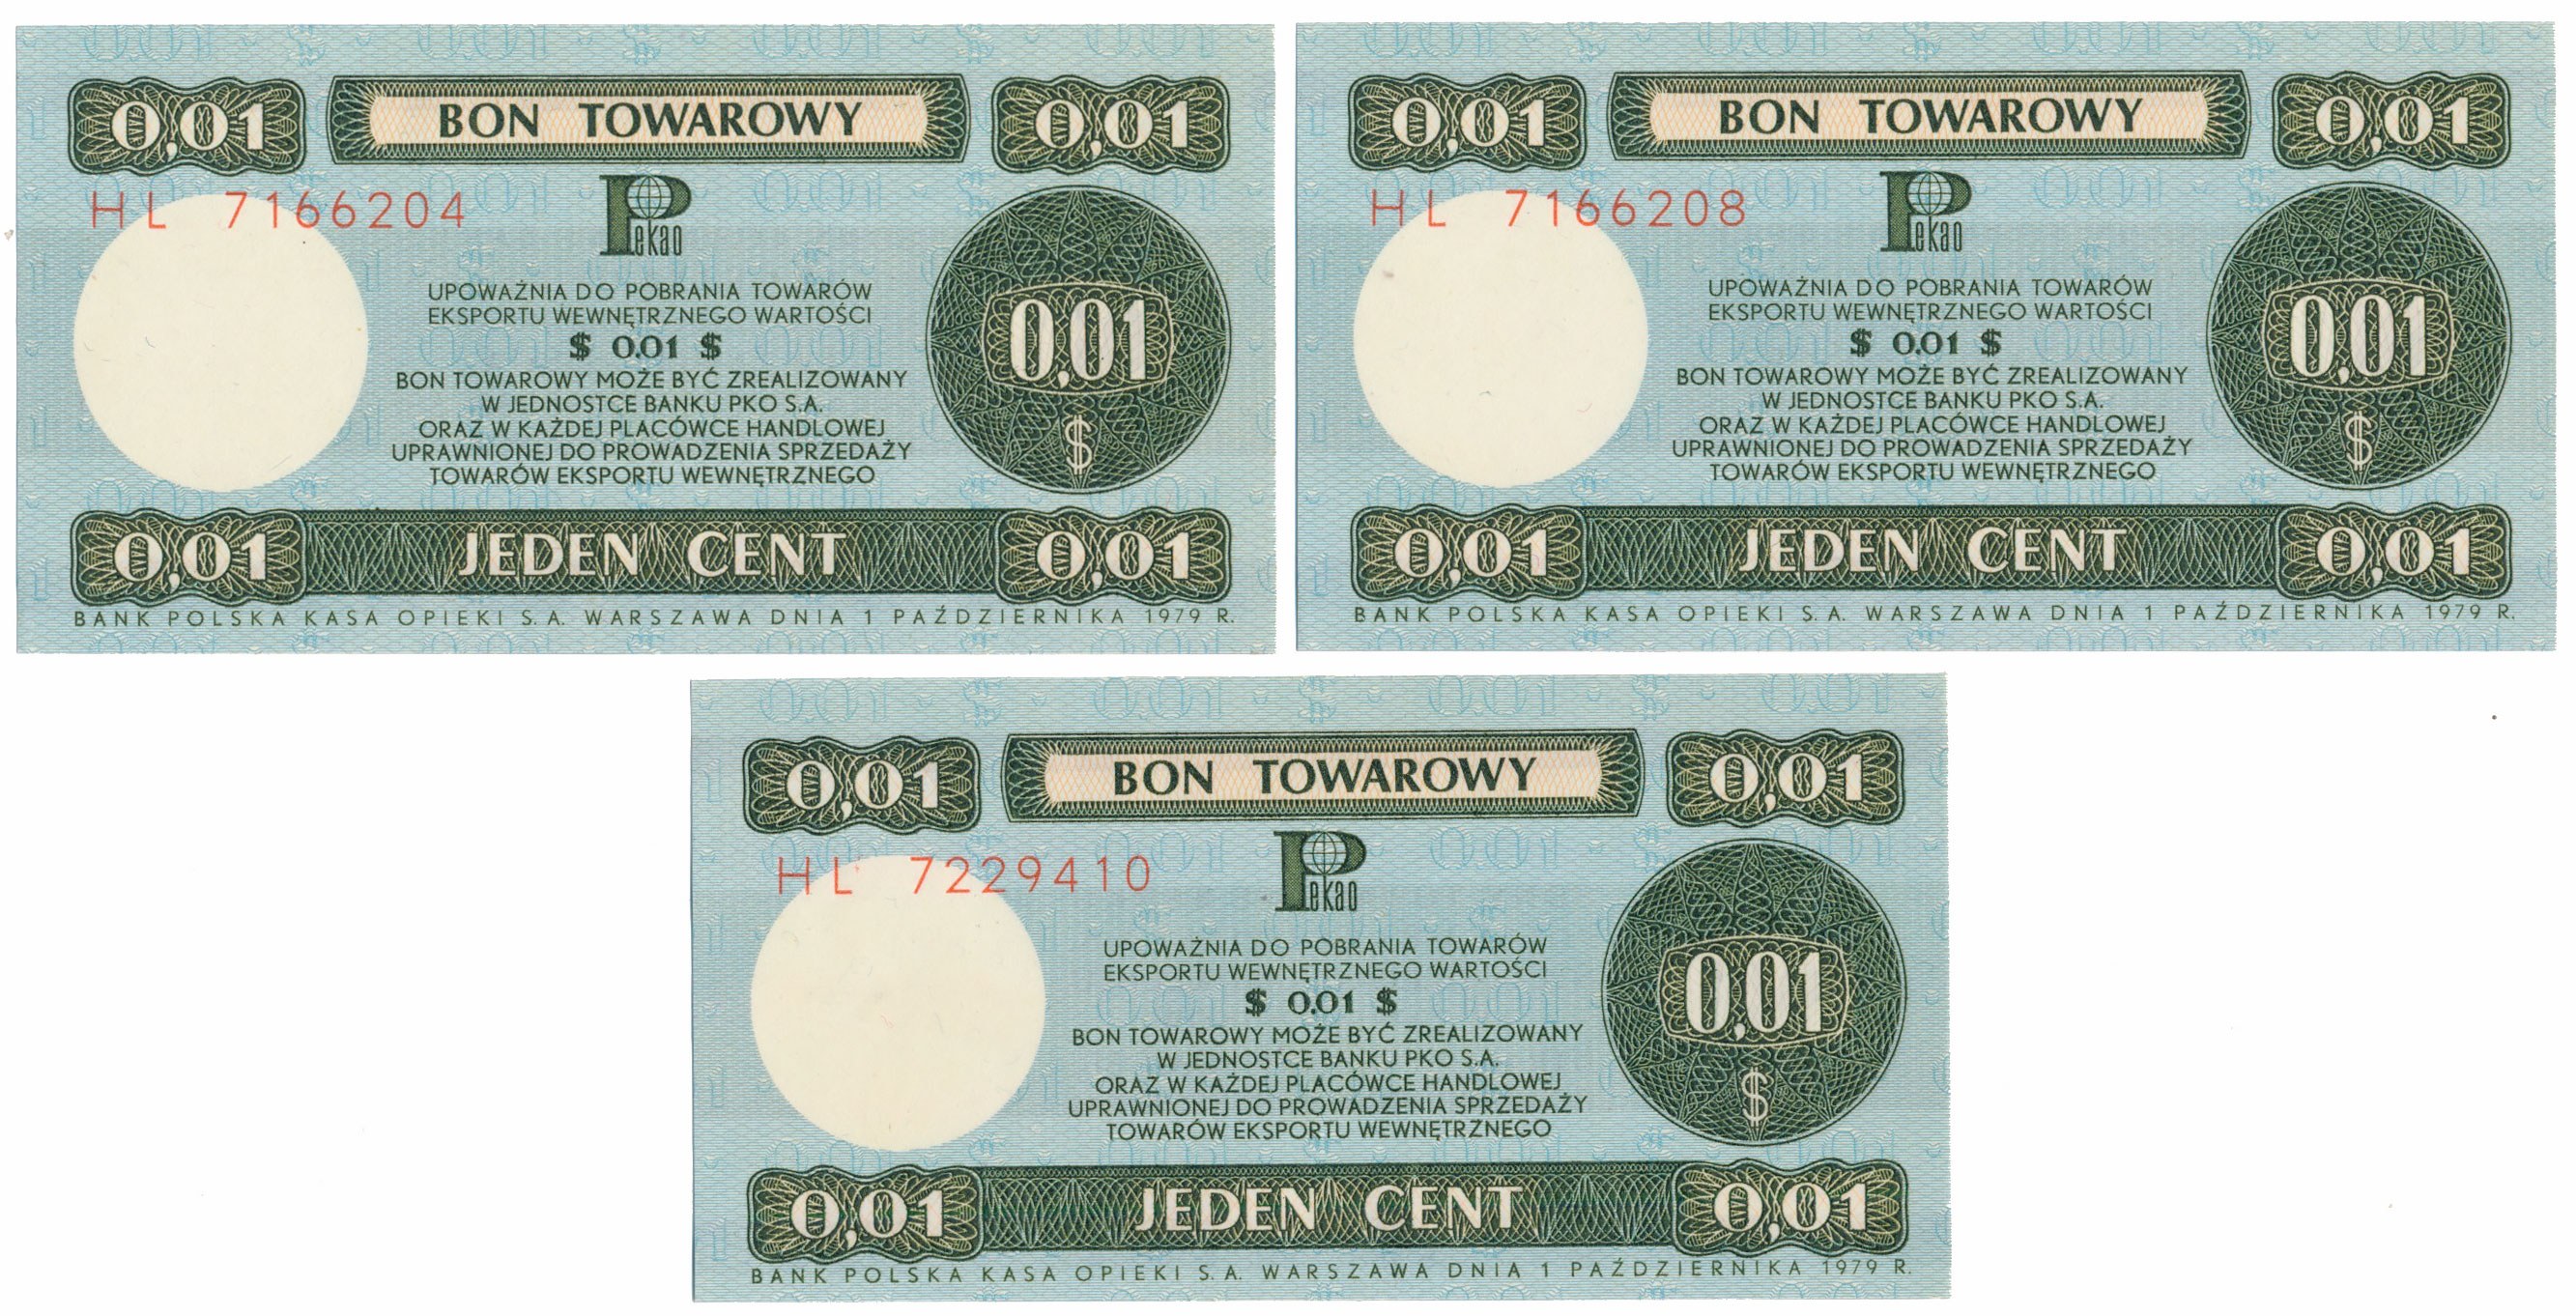 0,01 BON TOWAROWY 0,01
HL 7166204
Pekao
UPOWAŻNIA DO POBRANIA TOWARÓW
EKSPORTU WEWNĘTRZNEGO WARTOŚCI
$ 0.01 $
BON TOWAROWY MOŻE BYĆ ZREALIZOWANY
W JEDNOSTCE BANKU PKO S.A.
ORAZ W KAŻDEJ PLACÓWCE HANDLOWEJ
UPRAWNIONEJ DO PROWADZENIA SPRZEDAŻY
TOWARÓW EKSPORTU WEWNĘTRZNEGO
0,01
$
0,01 JEDEN CENT 0,01
BANK POLSKA KASA OPIEKI S.A. WARSZAWA DNIA 1 PAŹDZIERNIKA 1979 R.
0,01 BON TOWAROWY 0,01
HL 7166208
Pekao
UPOWAŻNIA DO POBRANIA TOWARÓW
EKSPORTU WEWNĘTRZNEGO WARTOŚCI
$ 0.01 $
BON TOWAROWY MOŻE BYĆ ZREALIZOWANY
W JEDNOSTCE BANKU PKO S.A.
ORAZ W KAŻDEJ PLACÓWCE HANDLOWEJ
UPRAWNIONEJ DO PROWADZENIA SPRZEDAŻY
TOWARÓW EKSPORTU WEWNĘTRZNEGO
0,01
$
0,01 JEDEN CENT 0,01
BANK POLSKA KASA OPIEKI S.A. WARSZAWA DNIA 1 PAŹDZIERNIKA 1979 R.
0,01 BON TOWAROWY 0,01
HL 7229410
Pekao
UPOWAŻNIA DO POBRANIA TOWARÓW
EKSPORTU WEWNĘTRZNEGO WARTOŚCI
$ 0.01 $
BON TOWAROWY MOŻE BYĆ ZREALIZOWANY
W JEDNOSTCE BANKU PKO S.A.
ORAZ W KAŻDEJ PLACÓWCE HANDLOWEJ
UPRAWNIONEJ DO PROWADZENIA SPRZEDAŻY
TOWARÓW EKSPORTU WEWNĘTRZNEGO
0,01
$
0,01 JEDEN CENT 0,01
BANK POLSKA KASA OPIEKI S.A. WARSZAWA DNIA 1 PAŹDZIERNIKA 1979 R.